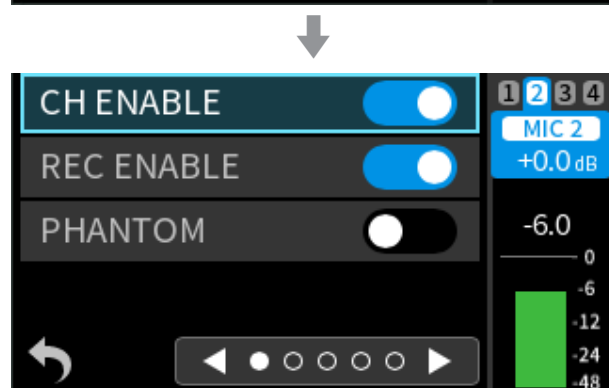 CH ENABLE
REC ENABLE
PHANTOM
1 2 3 4
MIC 2
+0.0 dB
-6.0
0
-6
-12
-24
-48